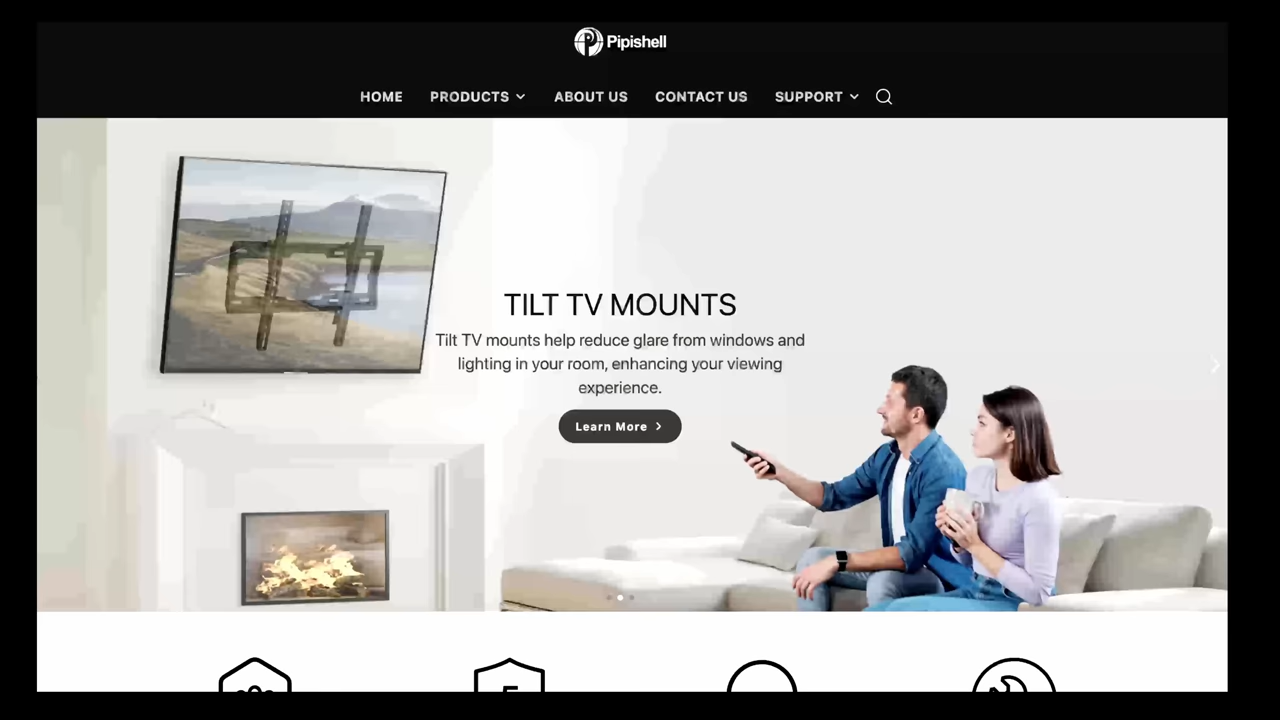 Pipishell
HOME PRODUCTS ABOUT US CONTACT US SUPPORT
TILT TV MOUNTS
Tilt TV mounts help reduce glare from windows and
lighting in your room, enhancing your viewing
experience.
Learn More